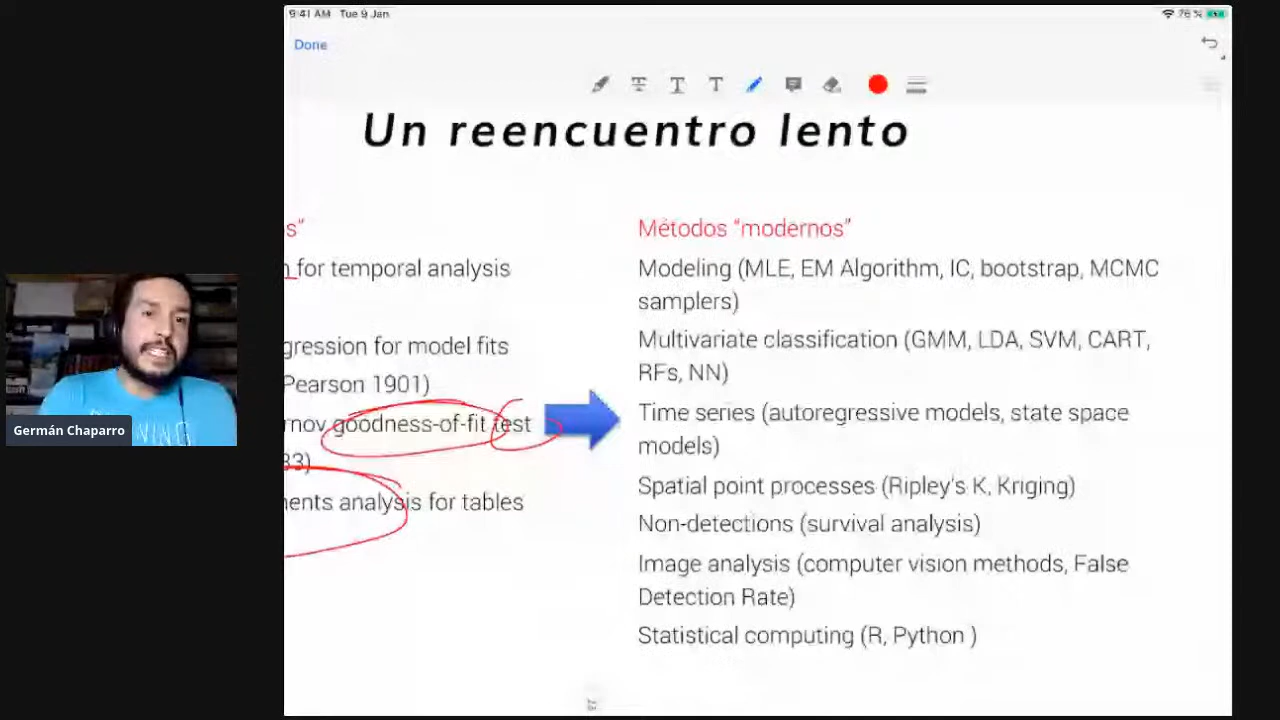 9:41 AM Tue 9 Jan
76 %
Done
Un reencuentro lento
s”
for temporal analysis
gression for model fits
Pearson 1901)
rnov goodness-of-fit test
33)
ents analysis for tables
Métodos “modernos”
Modeling (MLE, EM Algorithm, IC, bootstrap, MCMC
samplers)
Multivariate classification (GMM, LDA, SVM, CART,
RFs, NN)
Time series (autoregressive models, state space
models)
Spatial point processes (Ripley's K, Kriging)
Non-detections (survival analysis)
Image analysis (computer vision methods, False
Detection Rate)
Statistical computing (R, Python )
Germán Chaparro